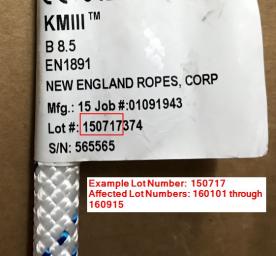 KMIII™
B 8.5
EN1891
NEW ENGLAND ROPES, CORP
Mfg.: 15 Job #:01091943
Lot #: 150717374
S/N: 565565
Example Lot Number: 150717
Affected Lot Numbers: 160101 through
160915